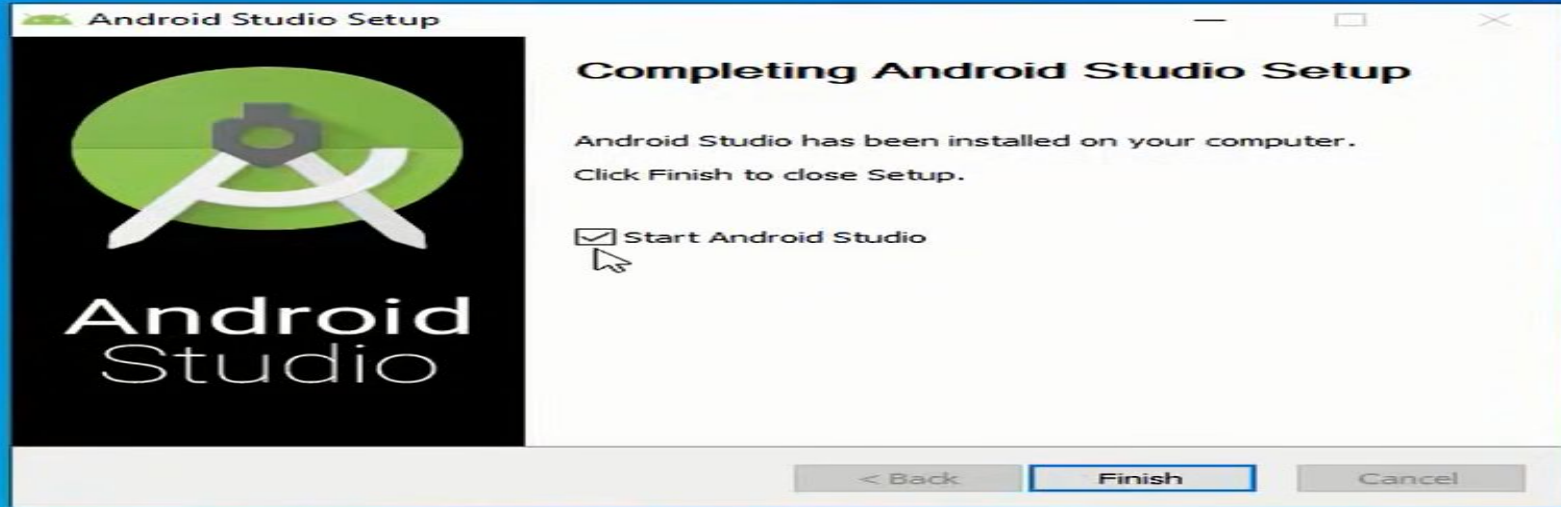 Android Studio Setup
Completing Android Studio Setup
Android Studio has been installed on your computer.
Click Finish to close Setup.
Start Android Studio
Android
Studio
< Back
Finish
Cancel